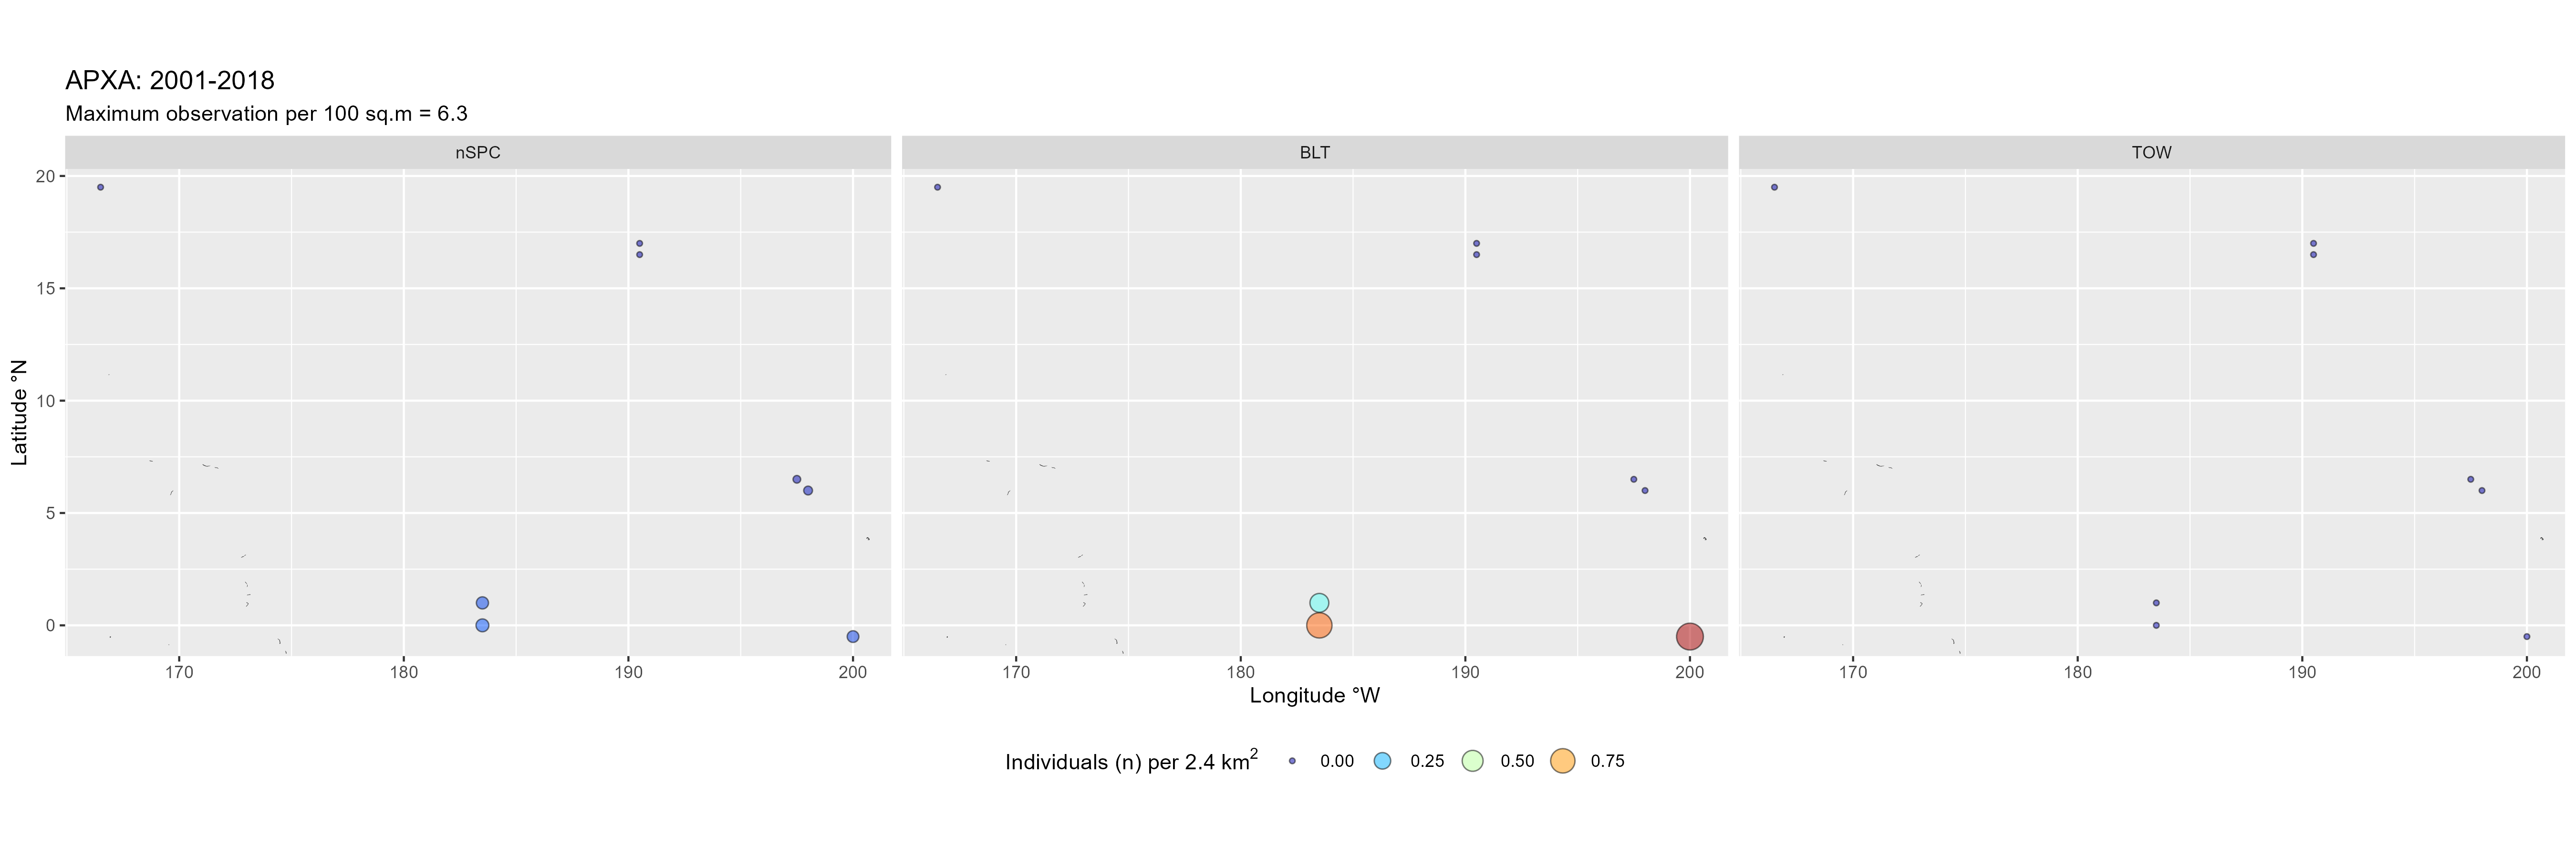 APXA: 2001-2018
Maximum observation per 100 sq.m = 6.3
nSPC BLT TOW
20
15
10
5
0
Latitude °N
170 180 190 200 170 180 190 200 170 180 190 200
Longitude °W
Individuals (n) per 2.4 km² 0.00 0.25 0.50 0.75